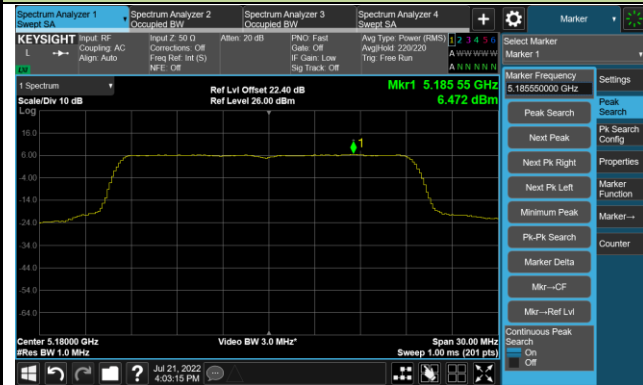 Spectrum Analyzer 1
Swept SA
Spectrum Analyzer 2
Occupied BW
Spectrum Analyzer 3
Occupied BW
Spectrum Analyzer 4
Swept SA
+
Marker
KEYSIGHT
L
Input: RF
Coupling: AC
Align: Auto
Input Z: 50 Ω
Corrections: Off
Freq Ref: Int (S)
NFE: Off
Atten: 20 dB
PNO: Fast
Gate: Off
IF Gain: Low
Sig Track: Off
Avg Type: Power (RMS)
Avg|Hold: 220/220
Trig: Free Run
1 2 3 4 5 6
A W W W W W
A N N N N N
Select Marker
Marker 1
1 Spectrum
Scale/Div 10 dB
Log
Ref Lvl Offset 22.40 dB
Ref Level 26.00 dBm
Mkr1 5.185 55 GHz
6.472 dBm
16.0
6.00
-4.00
-14.0
-24.0
-34.0
-44.0
-54.0
-64.0
1
Center 5.18000 GHz
#Res BW 1.0 MHz
Video BW 3.0 MHz*
Span 30.00 MHz
Sweep 1.00 ms (201 pts)
Marker Frequency
5.185550000 GHz
Peak Search
Next Peak
Next Pk Right
Next Pk Left
Minimum Peak
Pk-Pk Search
Marker Delta
Mkr→CF
Mkr→Ref Lvl
Continuous Peak
Search
On
Off
Settings
Peak
Search
Pk Search
Config
Properties
Marker
Function
Marker→
Counter
?
Jul 21, 2022
4:03:15 PM